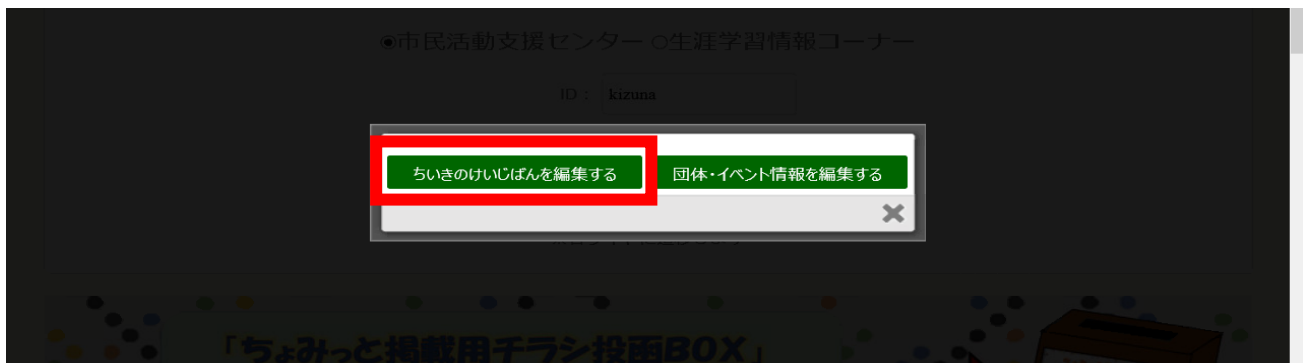 ◉市民活動支援センター ○生涯学習情報コーナー
ID： kizuna
ちいきのけいじばんを編集する
団体・イベント情報を編集する
「ちょみっと掲載用チラシ投函BOX」